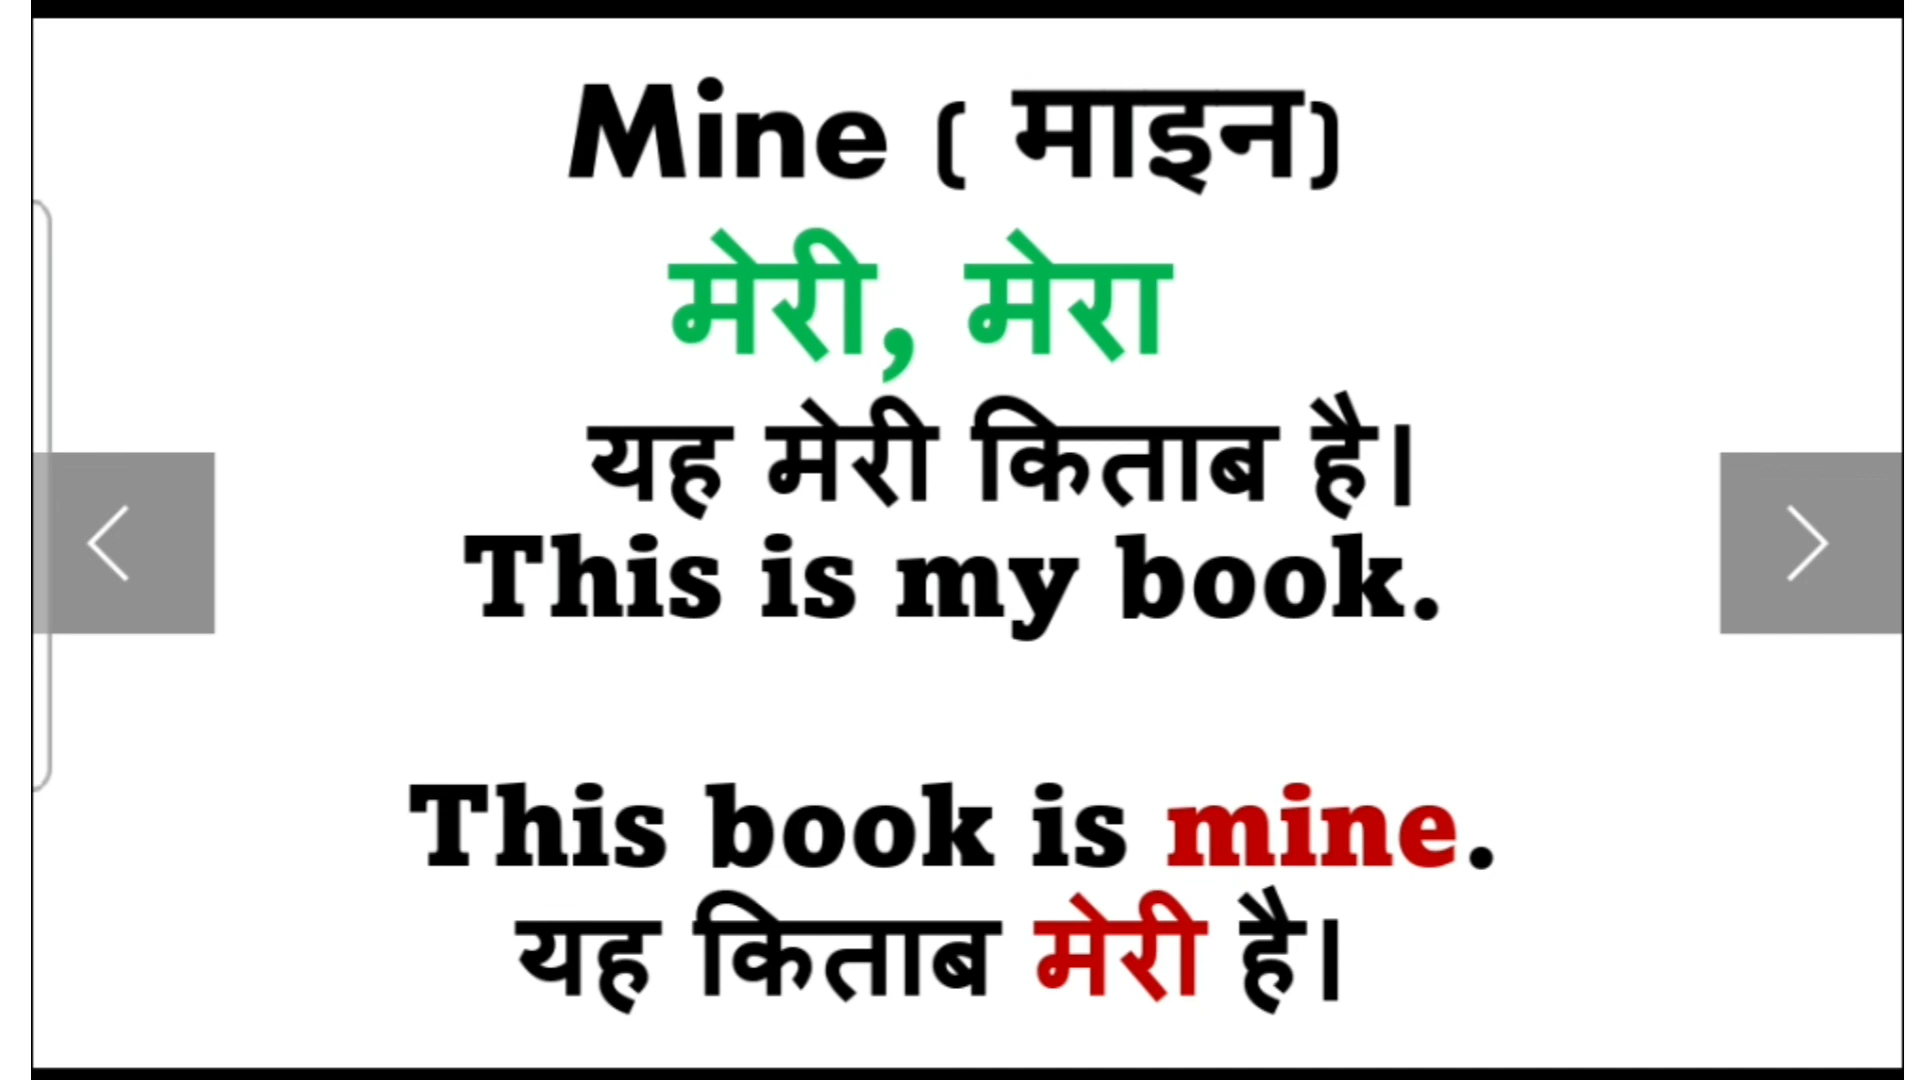 Mine ( माइन)
मेरी, मेरा
यह मेरी किताब है।
This is my book.
This book is mine.
यह किताब मेरी है।